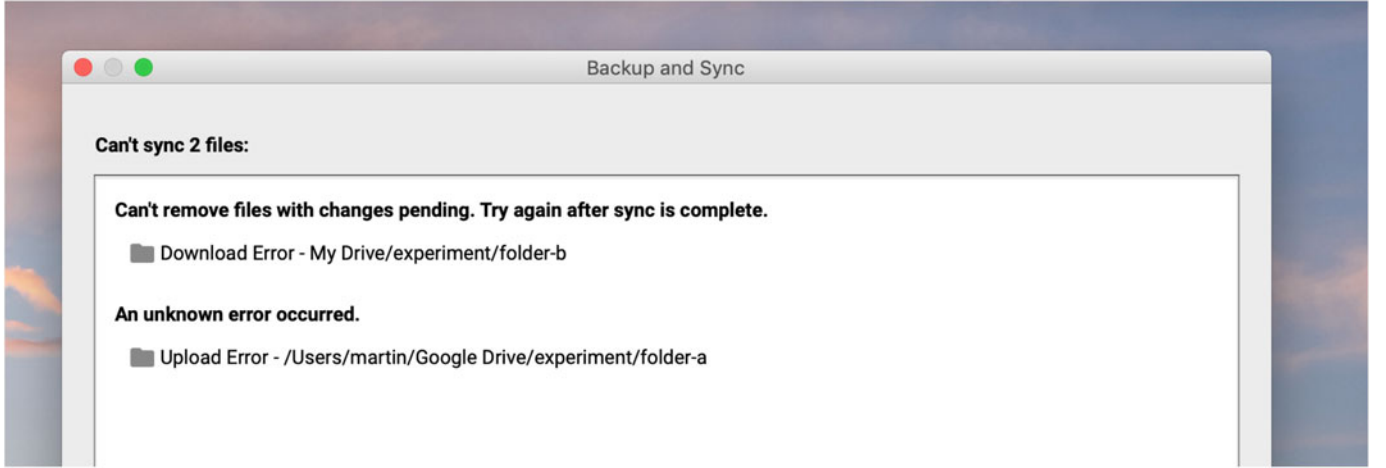 Backup and Sync
Can't sync 2 files:
Can't remove files with changes pending. Try again after sync is complete.
Download Error - My Drive/experiment/folder-b
An unknown error occurred.
Upload Error - /Users/martin/Google Drive/experiment/folder-a